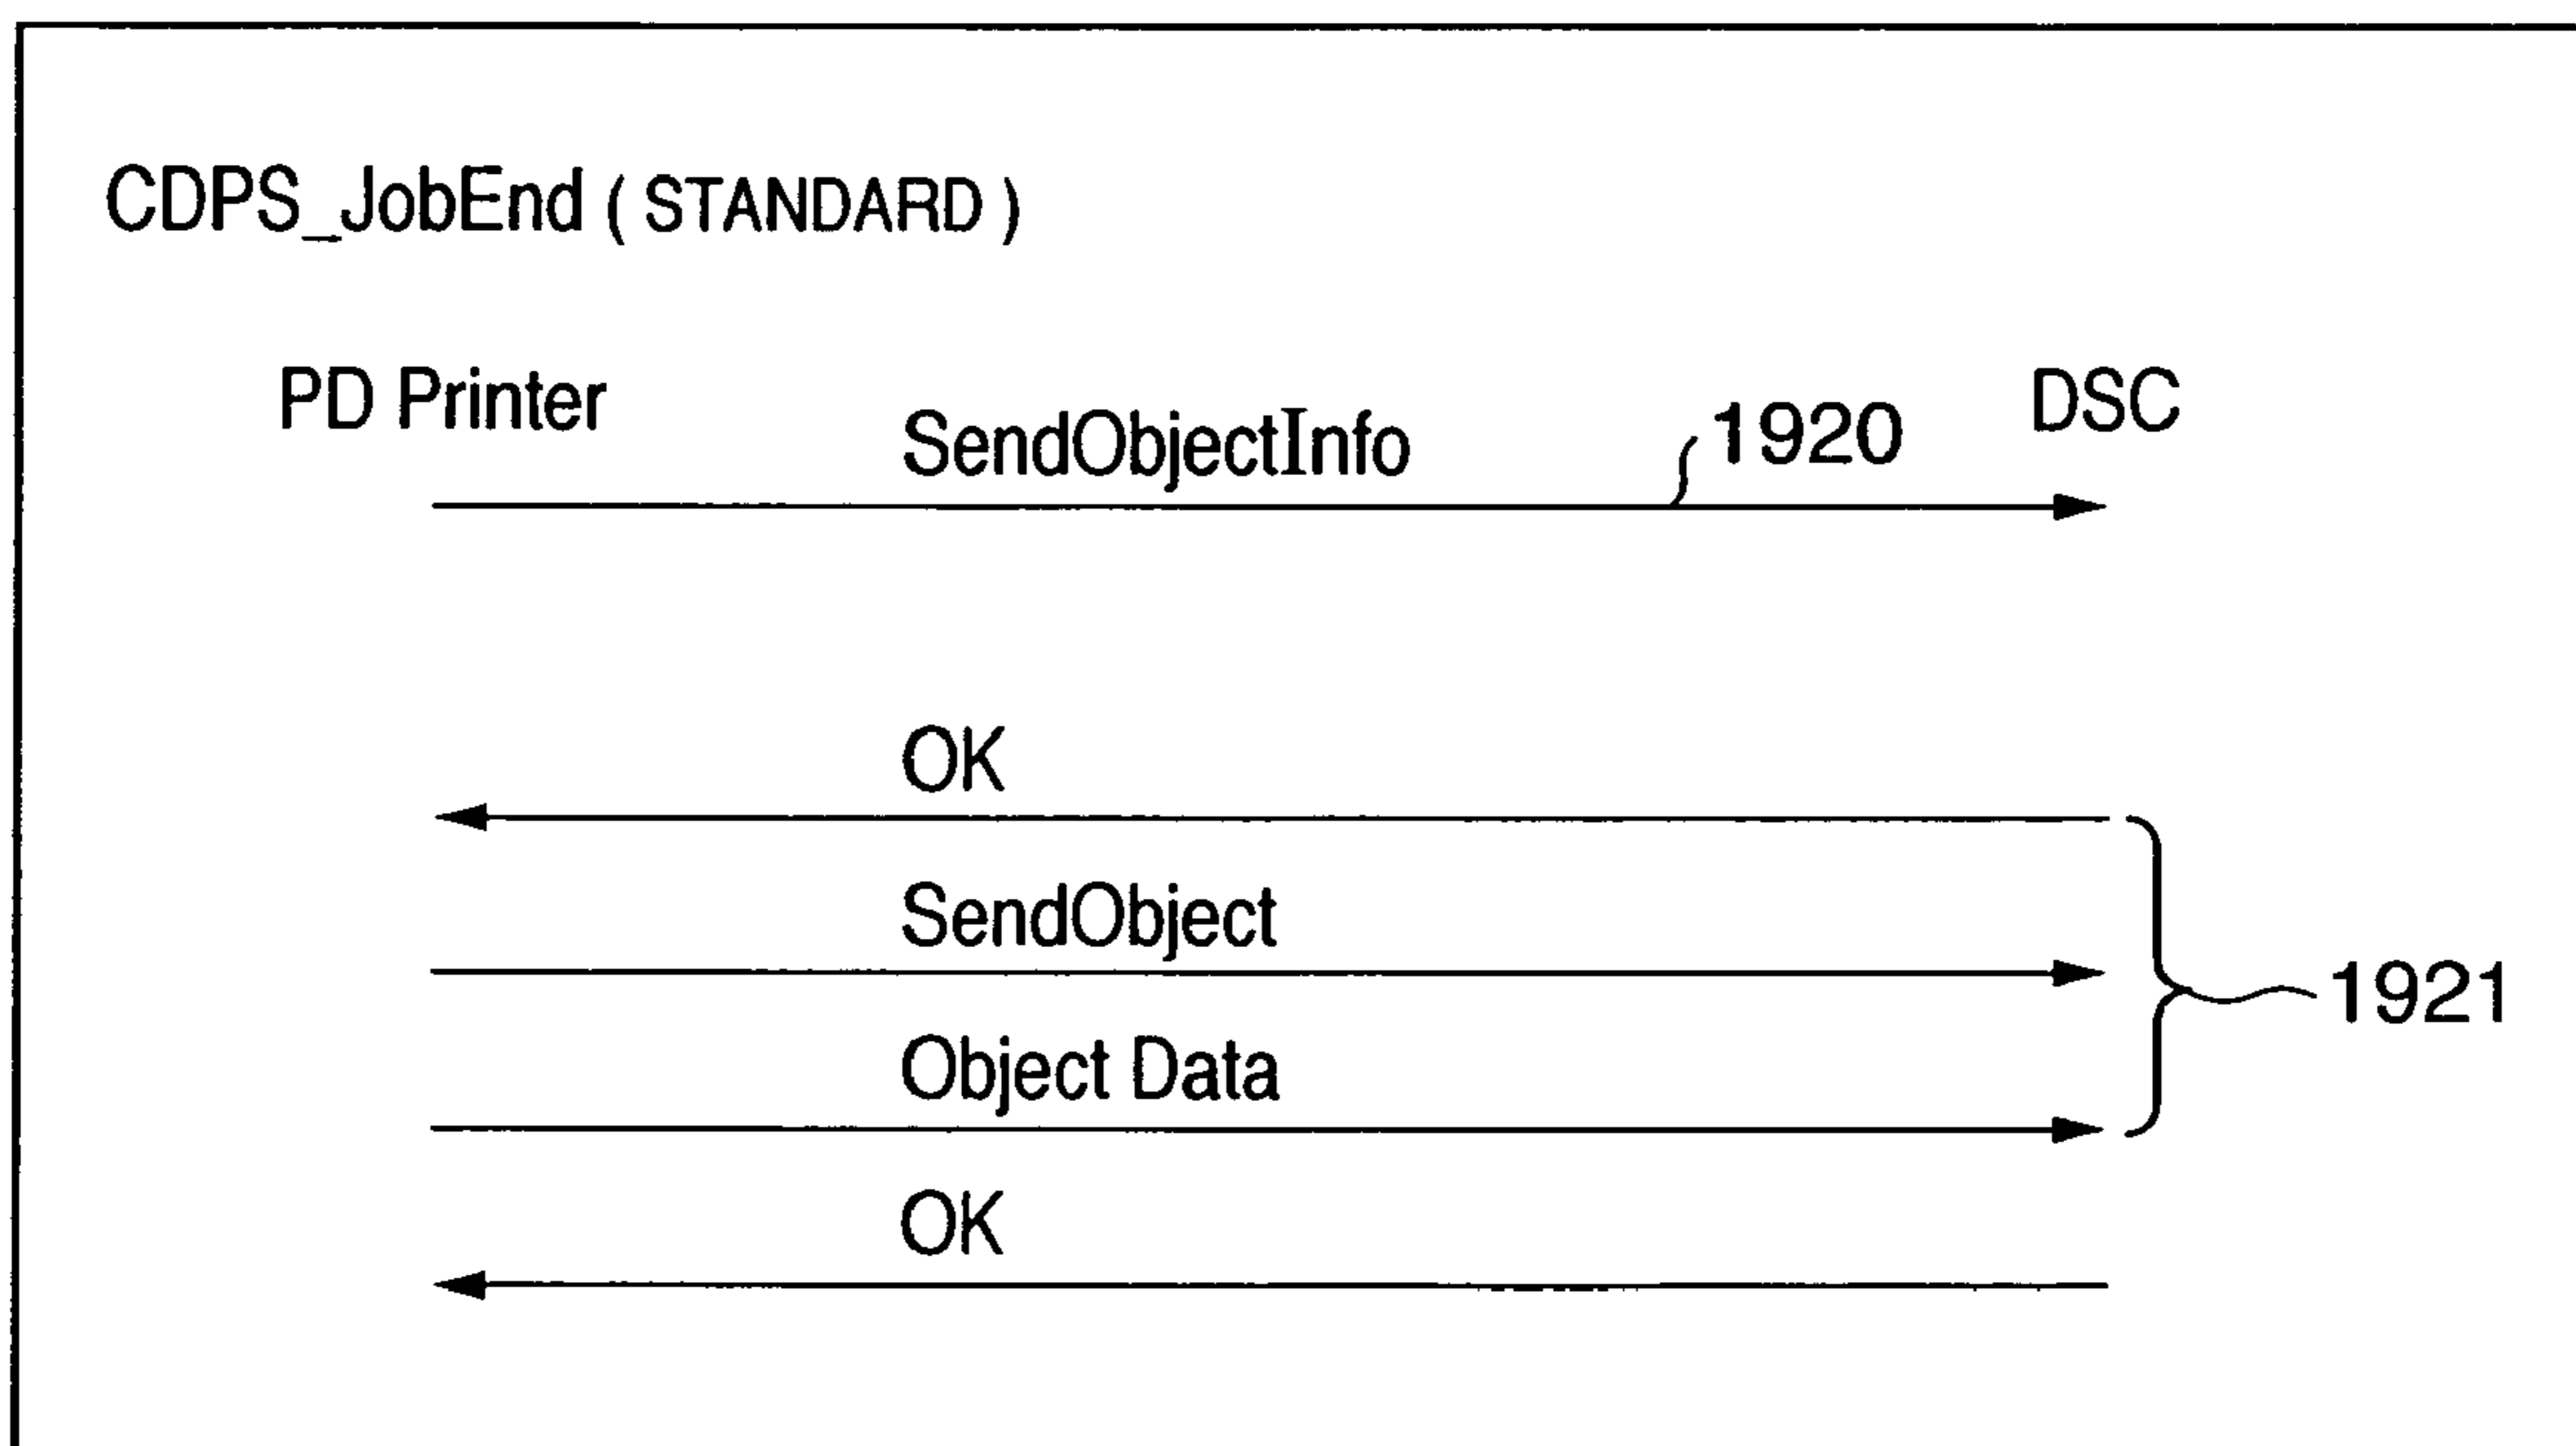 CDPS_JobEnd ( STANDARD )
PD Printer
DSC
SendObjectInfo
1920
OK
SendObject
1921
Object Data
OK